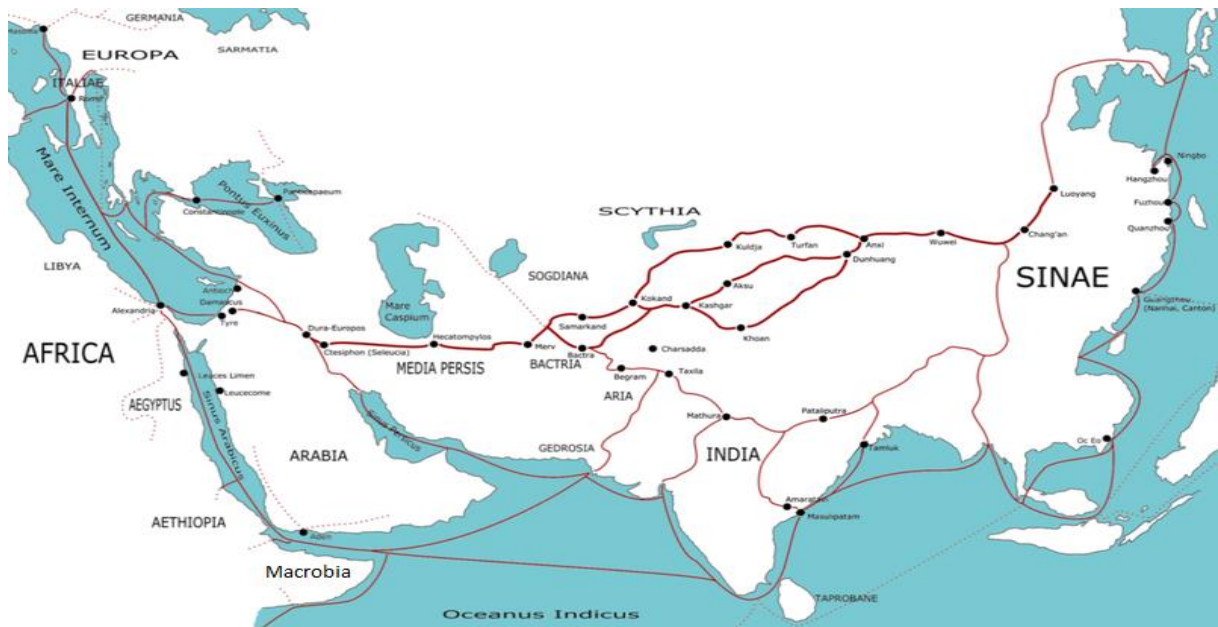 GERMANIA
Massilia
EUROPA
SARMATIA
ITALIAE
Rome
Mare Internum
Pontus Euxinus
Panticapaeum
Constantinople
SCYTHIA
LIBYA
SOGDIANA
Antioch
Damascus
Alexandria
Tyre
Mare
Caspium
Kuldja
Turfan
Anxi
Wuwei
Dunhuang
Chang'an
Luoyang
Ningbo
Hangzhou
Fuzhou
Quanzhou
SINAE
Guangzhou
(Nanhai, Canton)
Kokand
Kashgar
Aksu
Khoan
Samarkand
Dura-Europos
Ctesiphon (Seleucia)
Hecatompylos
Merv
Bactra
Charsadda
AFRICA
MEDIA PERSIS
BACTRIA
Begram
Taxila
ARIA
Leuces Limen
Leucecome
AEGYPTUS
Sinus Arabicus
Sinus Persicus
Mathura
Pataliputra
GEDROSIA
INDIA
Tamluk
Oc Eo
ARABIA
AETHIOPIA
Aden
Masulipatam
Macrobia
TAPROBANE
Oceanus Indicus